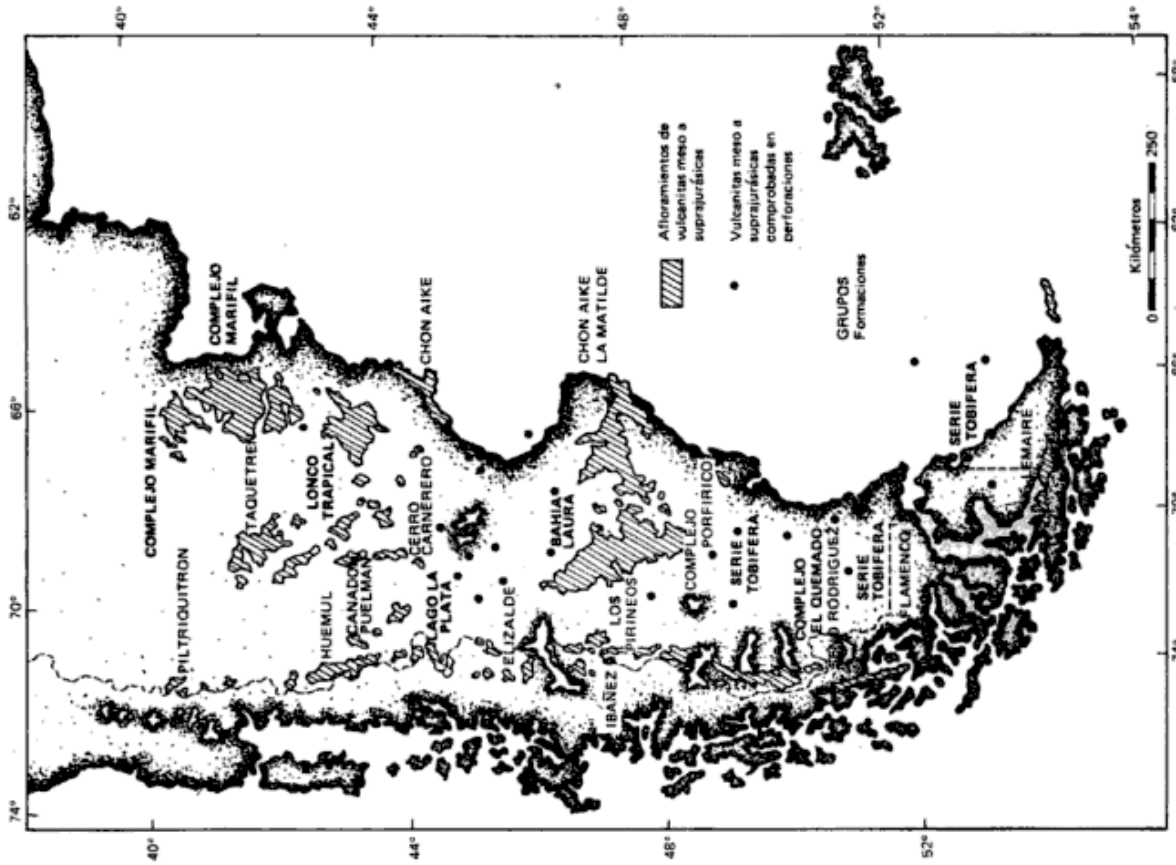 74°
70°
66°
62°
40°
44°
48°
52°
40°
44°
48°
52°
54°
PILTRIQUITRON
HUEMUL
CAÑADON
PUELMAN
LAGO LA
PLATA
ELIZALDE
IBAÑEZ
LOS
PIRINEOS
COMPLEJO
EL QUEMADO
RODRIGUEZ
SERIE
TOBIFERA
FLAMENCO
COMPLEJO MARIFIL
TAQUETREN
LONCO
TRAPICAL
CERRO
CARNERERO
BAHIA
LAURA
COMPLEJO
PORFIRICO
SERIE
TOBIFERA
SERIE
TOBIFERA
LEMAIRE
COMPLEJO
MARIFIL
CHON AIKE
CHON AIKE
LA MATILDE
Afloramientos de
vulcanitas meso a
suprajurásicas
Vulcanitas meso a
suprajurásicas
comprobadas en
perforaciones
GRUPOS
Formaciones
0 250
Kilómetros